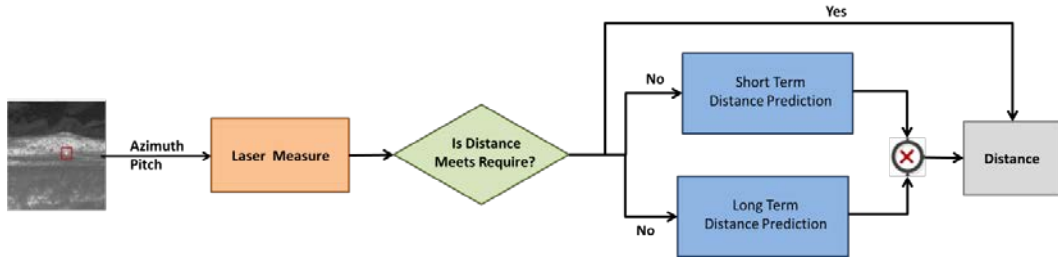 Yes
No
Short Term
Distance Prediction
Azimuth
Pitch
Laser Measure
Is Distance
Meets Require?
Distance
No
Long Term
Distance Prediction